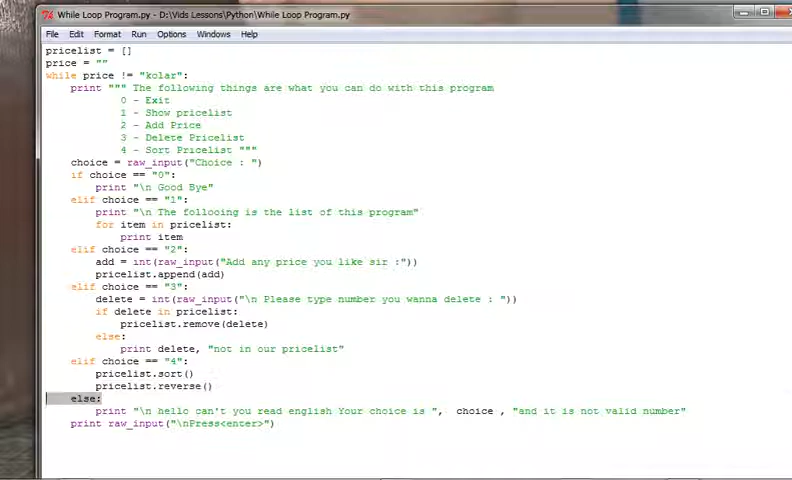 While Loop Program.py - D:\Vids Lessons\Python\While Loop Program.py
File Edit Format Run Options Windows Help
pricelist = []
price = ""
while price != "kolar":
    print """ The following things are what you can do with this program
            0 - Exit
            1 - Show pricelist
            2 - Add Price
            3 - Delete Pricelist
            4 - Sort Pricelist """
    choice = raw_input("Choice : ")
    if choice == "0":
        print "\n Good Bye"
    elif choice == "1":
        print "\n The follooing is the list of this program"
        for item in pricelist:
            print item
    elif choice == "2":
        add = int(raw_input("Add any price you like sir :"))
        pricelist.append(add)
    elif choice == "3":
        delete = int(raw_input("\n Please type number you wanna delete : "))
        if delete in pricelist:
            pricelist.remove(delete)
        else:
            print delete, "not in our pricelist"
    elif choice == "4":
        pricelist.sort()
        pricelist.reverse()
    else:
        print "\n hello can't you read english Your choice is ",  choice , "and it is not valid number"
    print raw_input("\nPress<enter>")